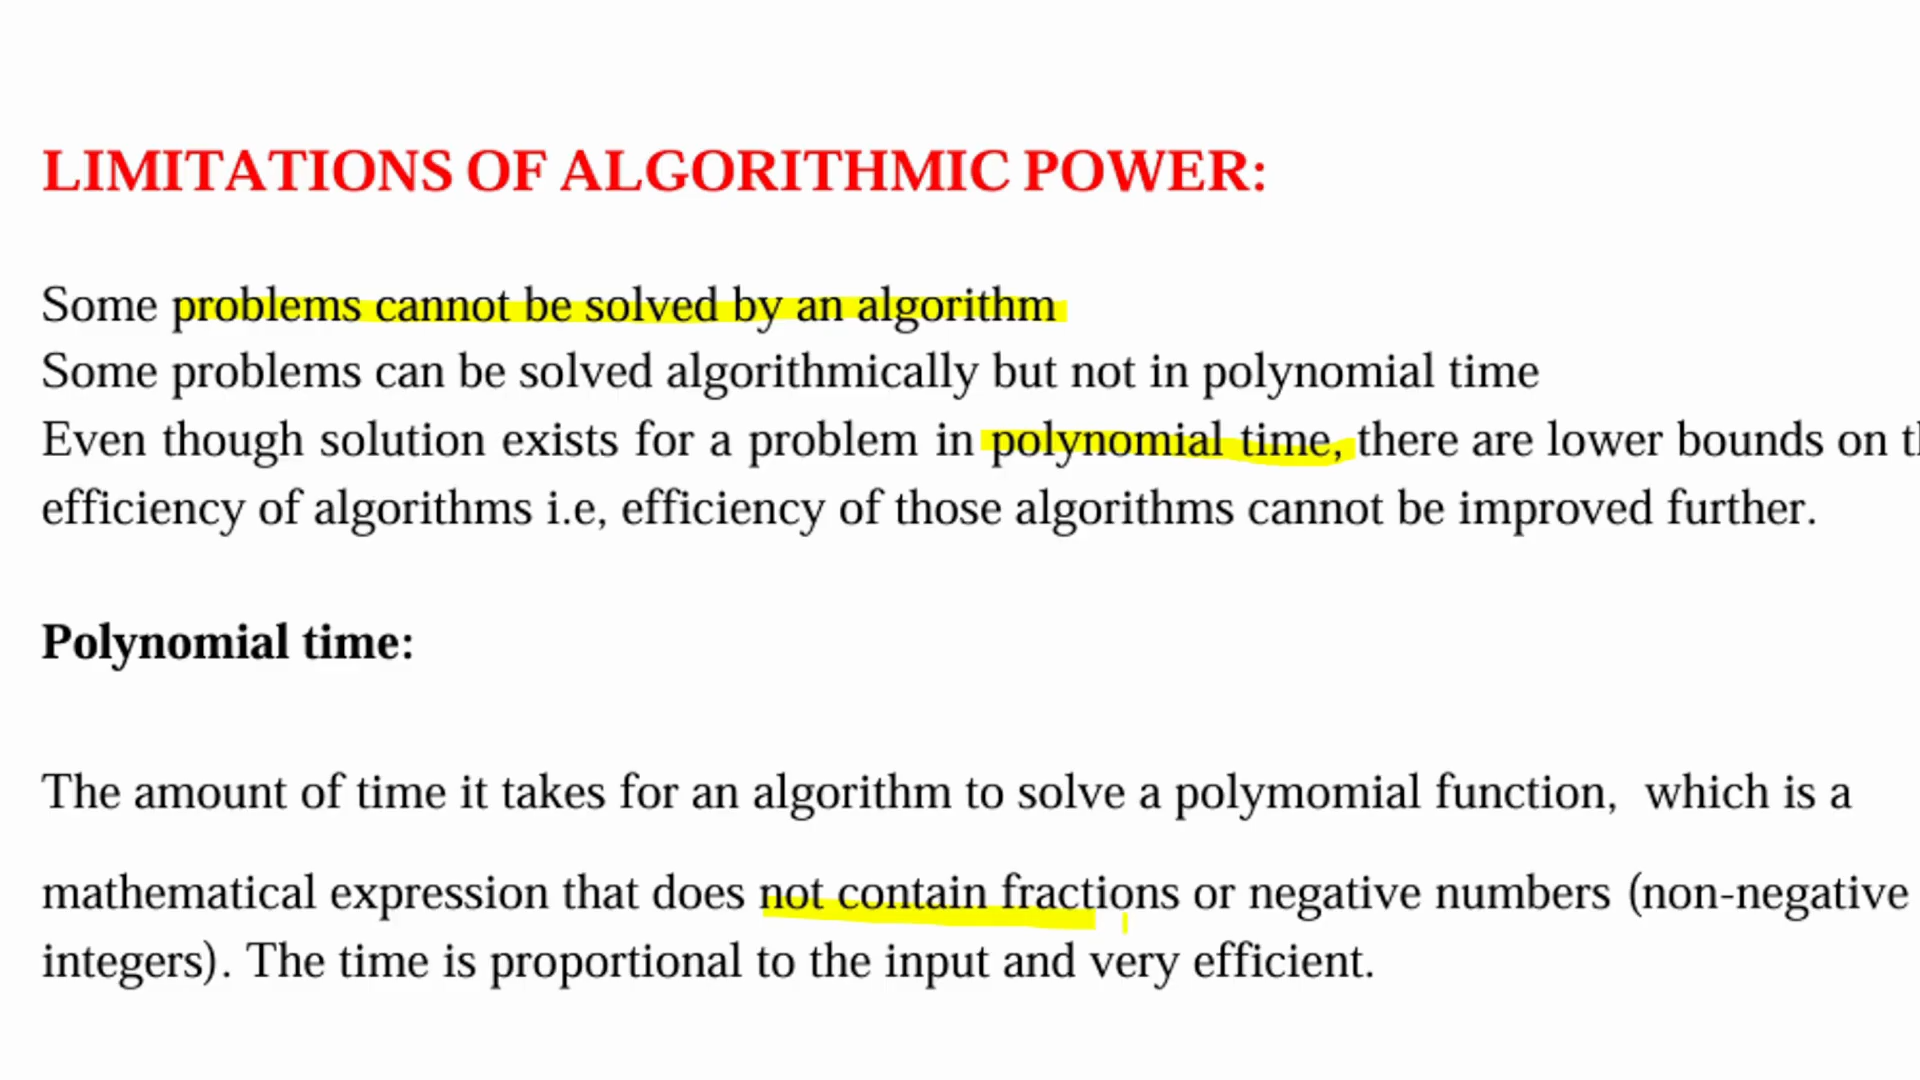 LIMITATIONS OF ALGORITHMIC POWER:
Some problems cannot be solved by an algorithm
Some problems can be solved algorithmically but not in polynomial time
Even though solution exists for a problem in polynomial time, there are lower bounds on
efficiency of algorithms i.e, efficiency of those algorithms cannot be improved further.
Polynomial time:
The amount of time it takes for an algorithm to solve a polymomial function, which is a
mathematical expression that does not contain fractions or negative numbers (non-negative
integers). The time is proportional to the input and very efficient.